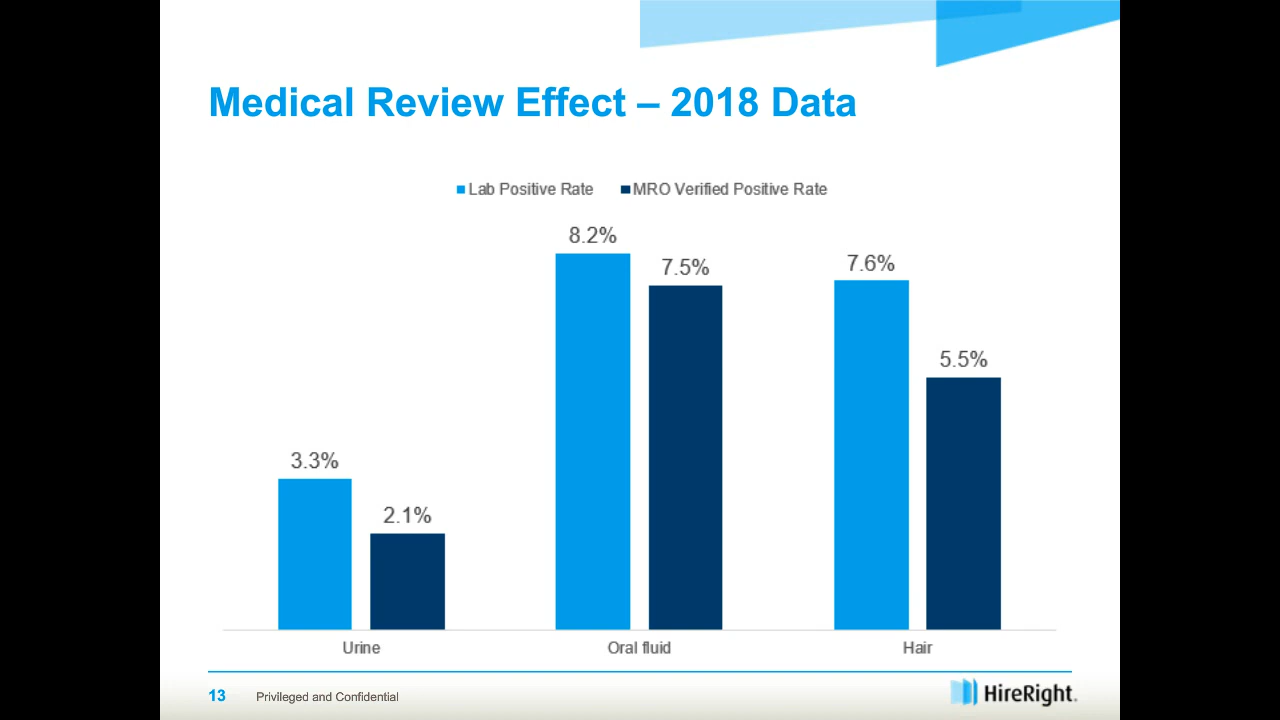 Medical Review Effect – 2018 Data
Lab Positive Rate MRO Verified Positive Rate
8.2%
7.5%
7.6%
5.5%
3.3%
2.1%
Urine Oral fluid Hair
13 Privileged and Confidential
HireRight.